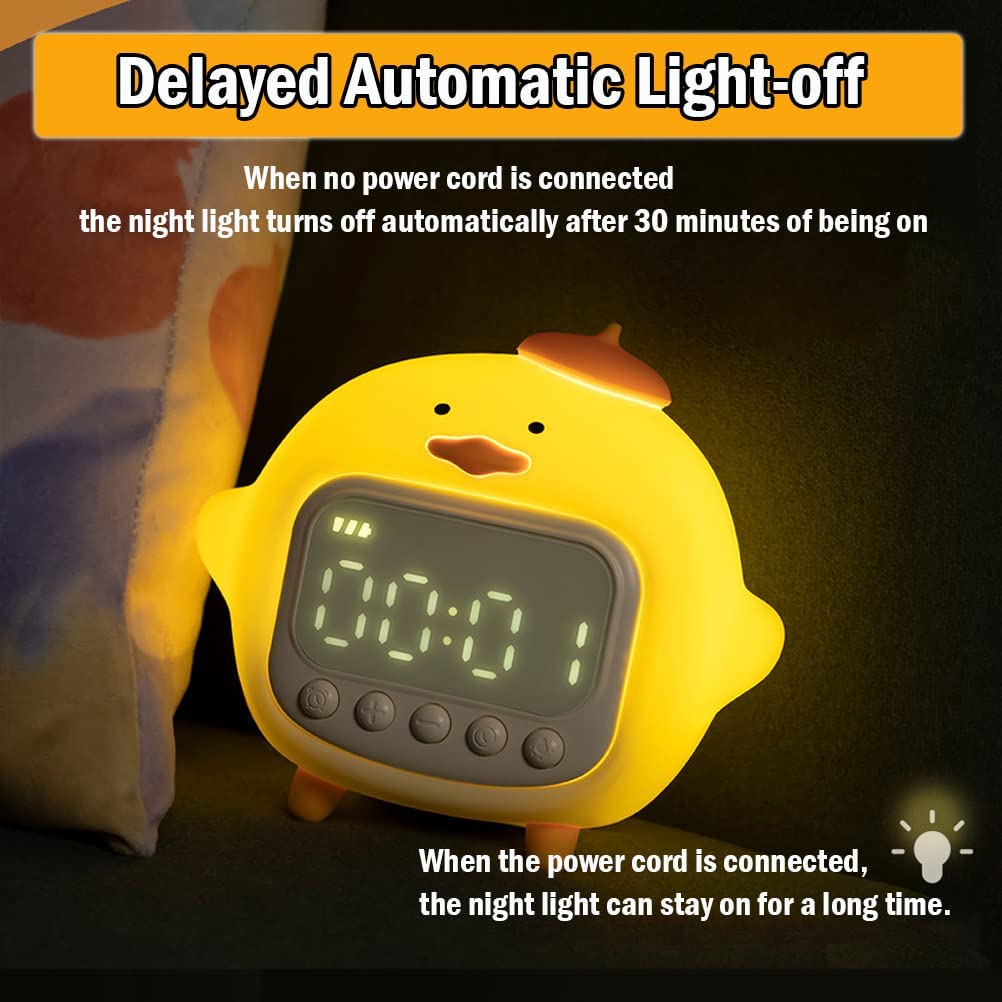 Delayed Automatic Light-off
When no power cord is connected
the night light turns off automatically after 30 minutes of being on
00:01
When the power cord is connected,
the night light can stay on for a long time.